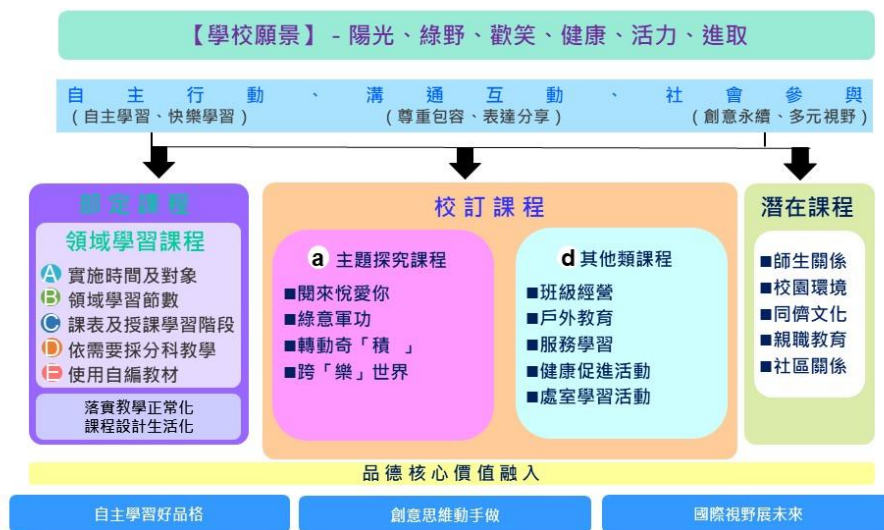 【學校願景】-陽光、綠野、歡笑、健康、活力、進取
自主行動、溝通互動、社會參與
(自主學習、快樂學習) (尊重包容、表達分享) (創意永續、多元視野)
部定課程
領域學習課程
A 實施時間及對象
B 領域學習節數
C 課表及授課學習階段
D 依需要採分科教學
E 使用自編教材
落實教學正常化
課程設計生活化
校訂課程
a 主題探究課程
■閱來悅愛你
■綠意軍功
■轉動奇「積 」
■跨「樂」世界
d 其他類課程
■班級經營
■戶外教育
■服務學習
■健康促進活動
■處室學習活動
潛在課程
■師生關係
■校園環境
■同儕文化
■親職教育
■社區關係
品德核心價值融入
自主學習好品格
創意思維動手做
國際視野展未來